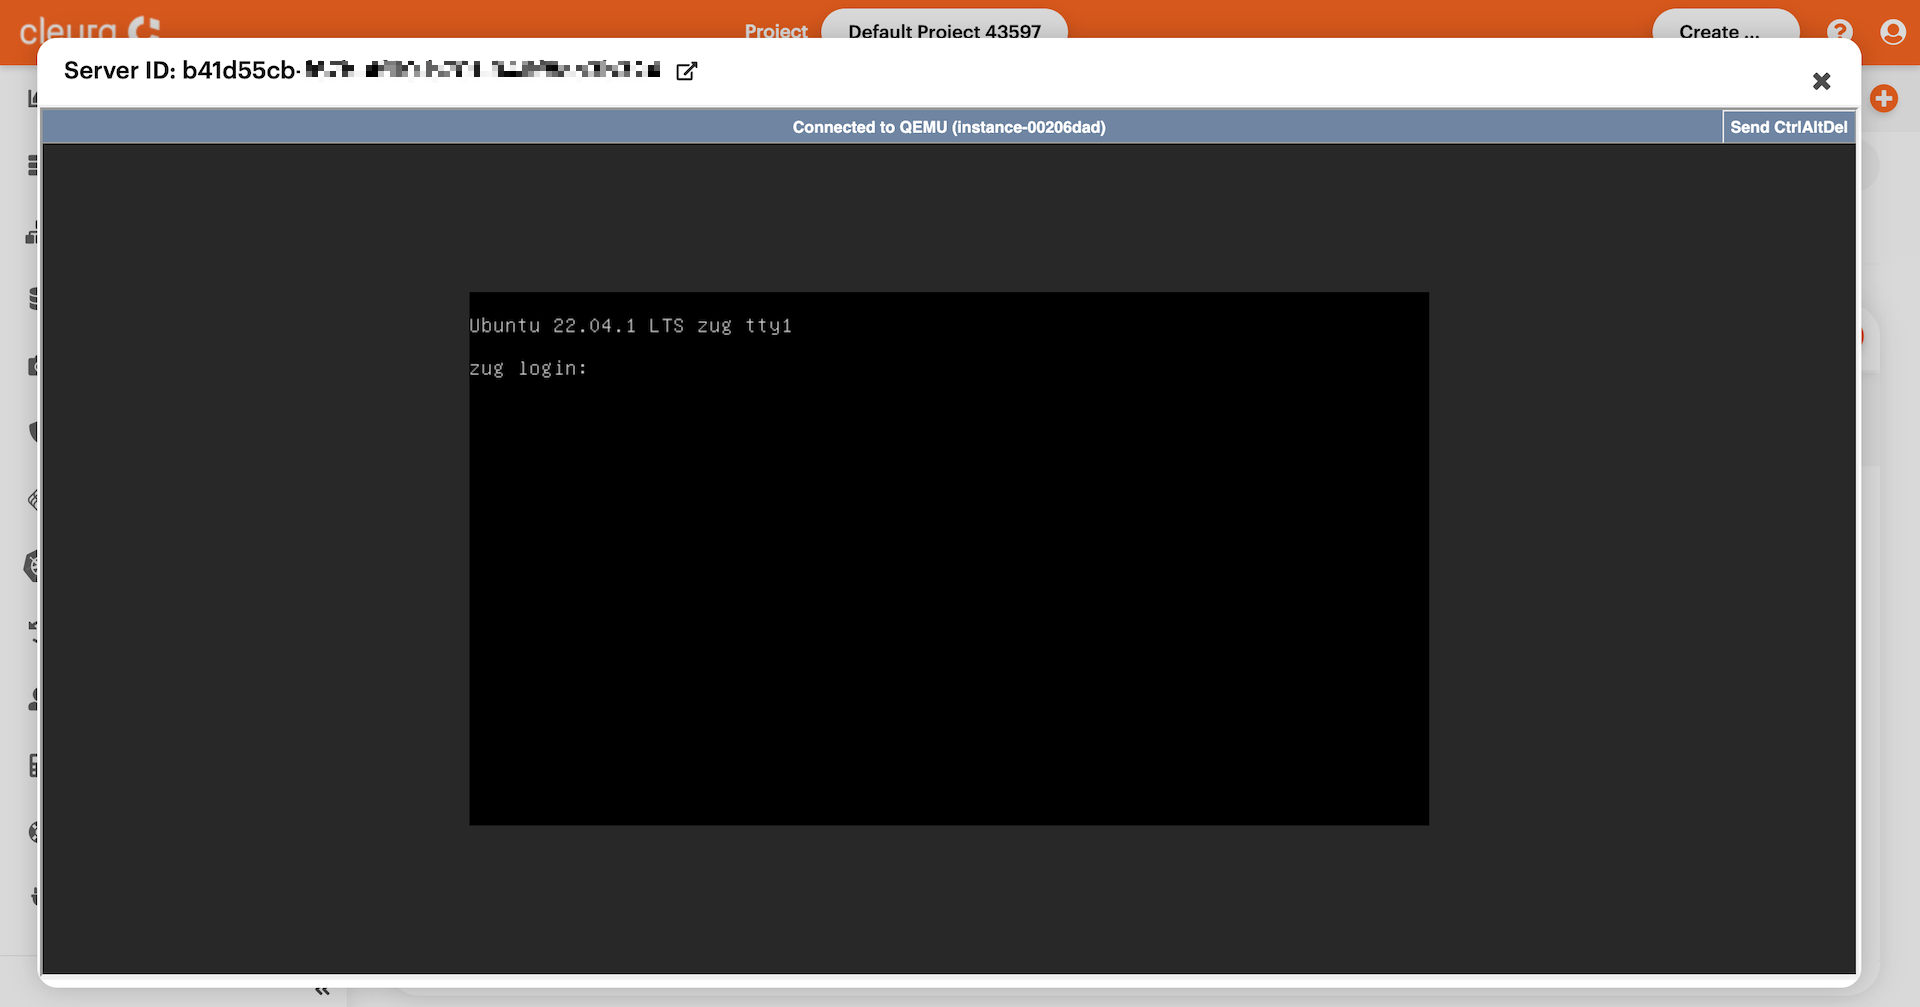 cleura
Project
Default Project 43597
Create ...
Server ID: b41d55cb-
Connected to QEMU (instance-00206dad)
Send CtrlAltDel
Ubuntu 22.04.1 LTS zug tty1
zug login: